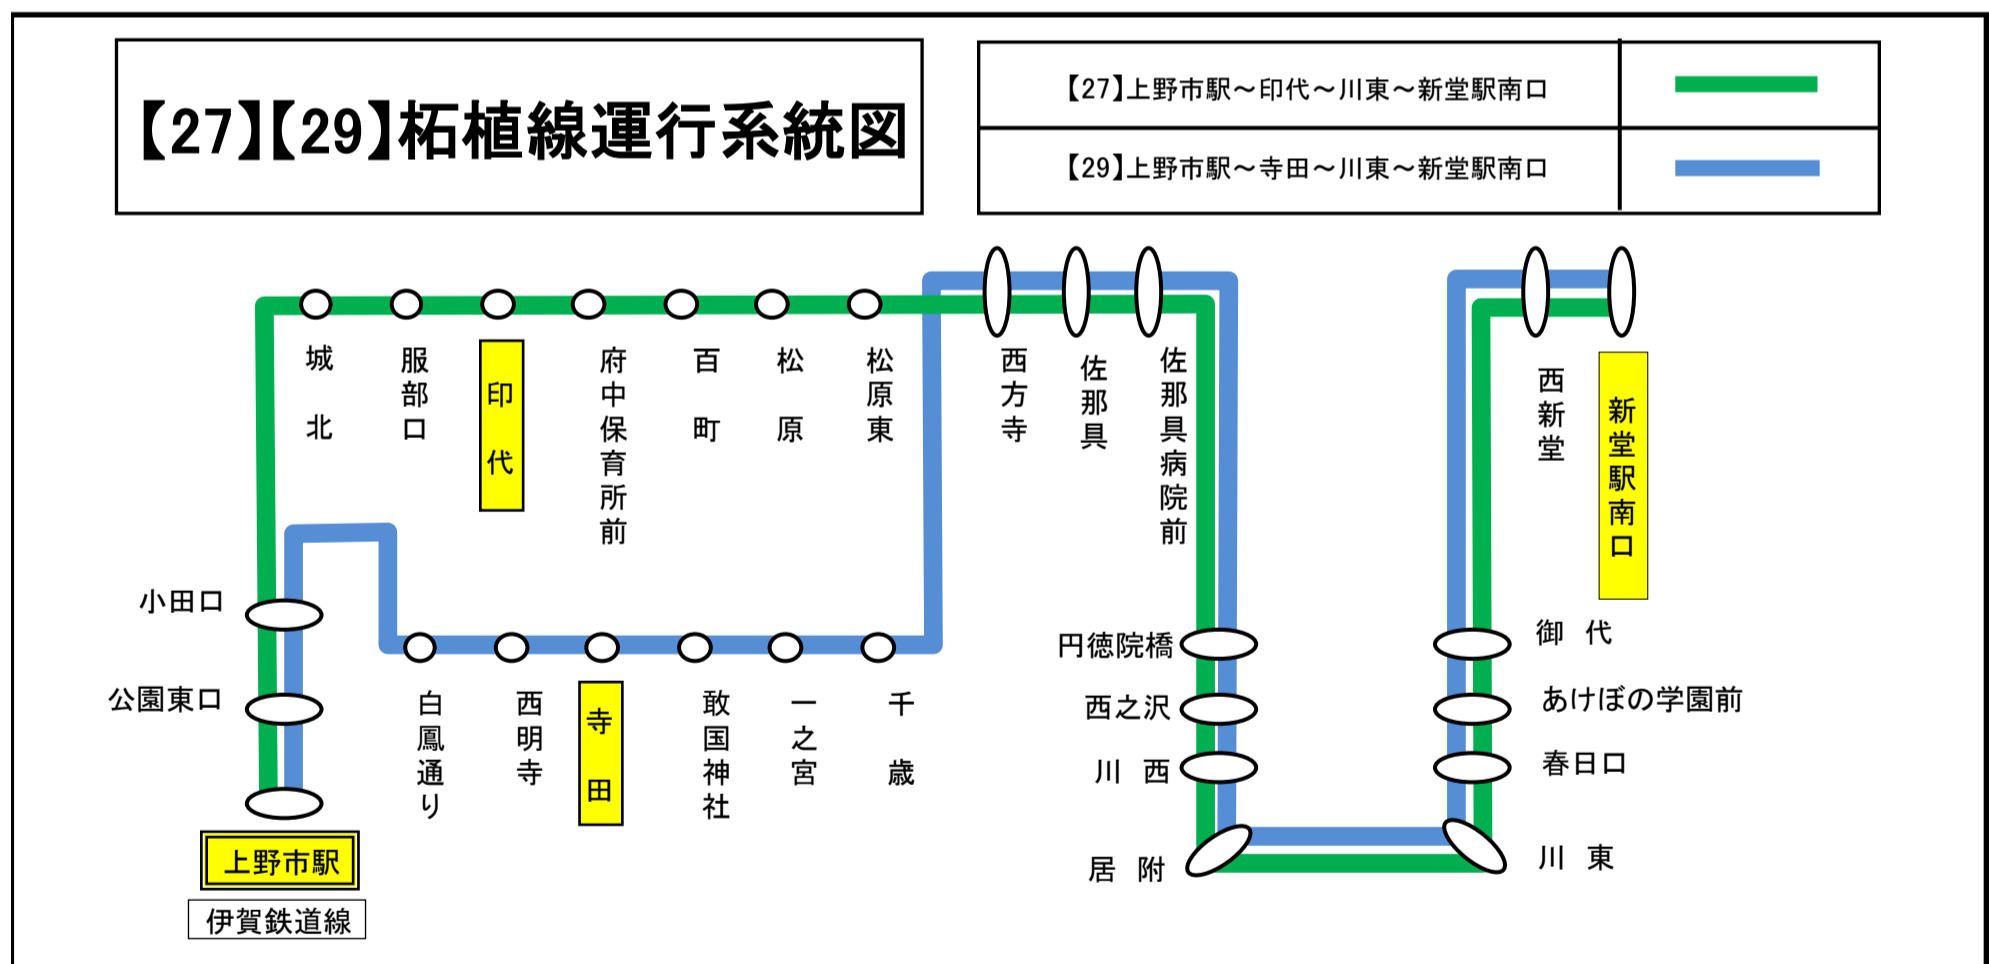 【27】【29】柘植線運行系統図
【27】上野市駅～印代～川東～新堂駅南口
【29】上野市駅～寺田～川東～新堂駅南口
城北
服部口
印代
府中保育所前
百町
松原
松原東
西方寺
佐那具
佐那具病院前
西新堂
新堂駅南口
小田口
公園東口
上野市駅
伊賀鉄道線
白鳳通り
西明寺
寺田
敢国神社
一之宮
千歳
円徳院橋
西之沢
川西
居附
御代
あけぼの学園前
春日口
川東